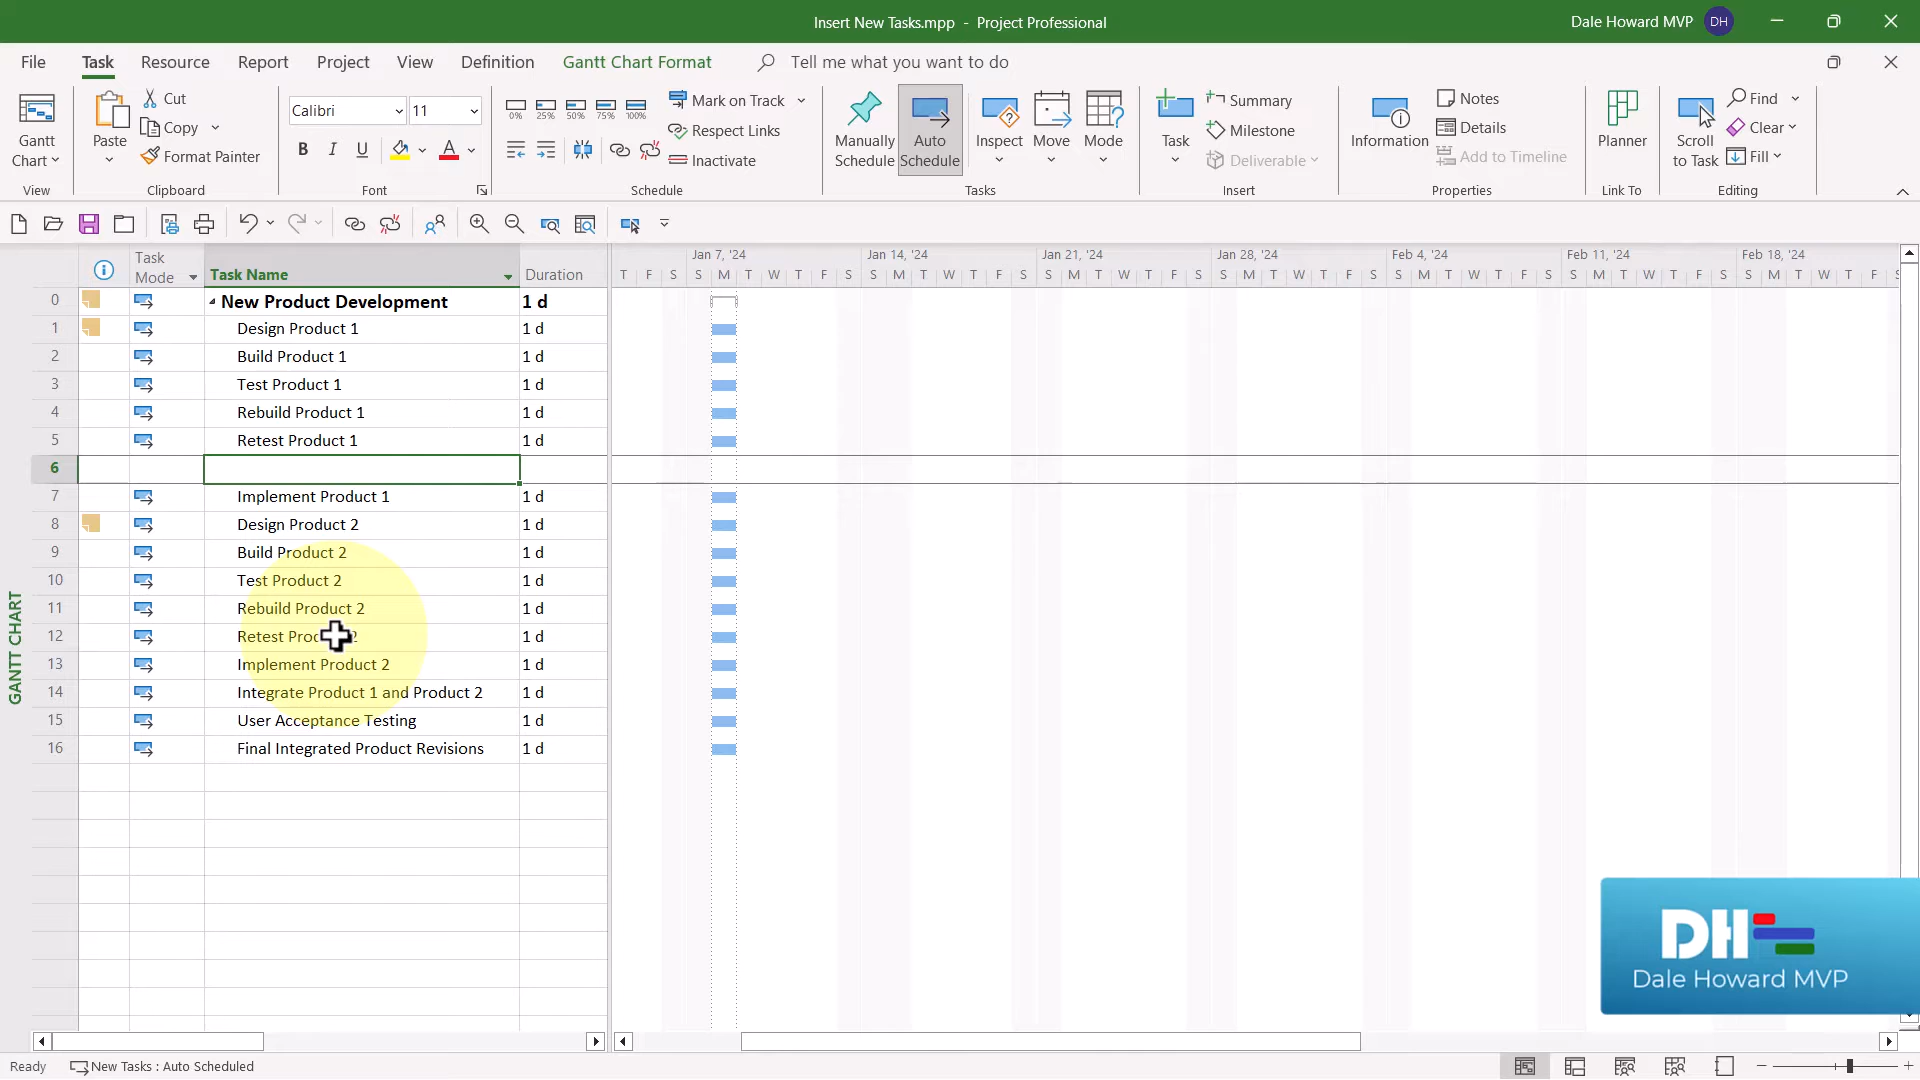 Insert New Tasks.mpp - Project Professional
Dale Howard MVP DH
File Task Resource Report Project View Definition Gantt Chart Format Tell me what you want to do
Gantt Chart
View
Paste
Cut
Copy
Format Painter
Clipboard
Calibri 11
B I U A
Font
0% 25% 50% 75% 100%
Mark on Track
Respect Links
Inactivate
Schedule
Manually Schedule
Auto Schedule
Inspect
Move
Mode
Tasks
Task
Summary
Milestone
Deliverable
Insert
Information
Notes
Details
Add to Timeline
Properties
Planner
Link To
Scroll to Task
Find
Clear
Fill
Editing
Task Mode Task Name Duration
Jan 7, '24 Jan 14, '24 Jan 21, '24 Jan 28, '24 Feb 4, '24 Feb 11, '24 Feb 18, '24
T F S S M T W T F S S M T W T F S S M T W T F S S M T W T F S S M T W T F S S M T W T F S S M T W T F
0 New Product Development 1 d
1 Design Product 1 1 d
2 Build Product 1 1 d
3 Test Product 1 1 d
4 Rebuild Product 1 1 d
5 Retest Product 1 1 d
6
7 Implement Product 1 1 d
8 Design Product 2 1 d
9 Build Product 2 1 d
10 Test Product 2 1 d
11 Rebuild Product 2 1 d
12 Retest 2 1 d
13 Implement Product 2 1 d
14 Integrate Product 1 and Product 2 1 d
15 User Acceptance Testing 1 d
16 Final Integrated Product Revisions 1 d
GANTT CHART
DH
Dale Howard MVP
Ready New Tasks : Auto Scheduled